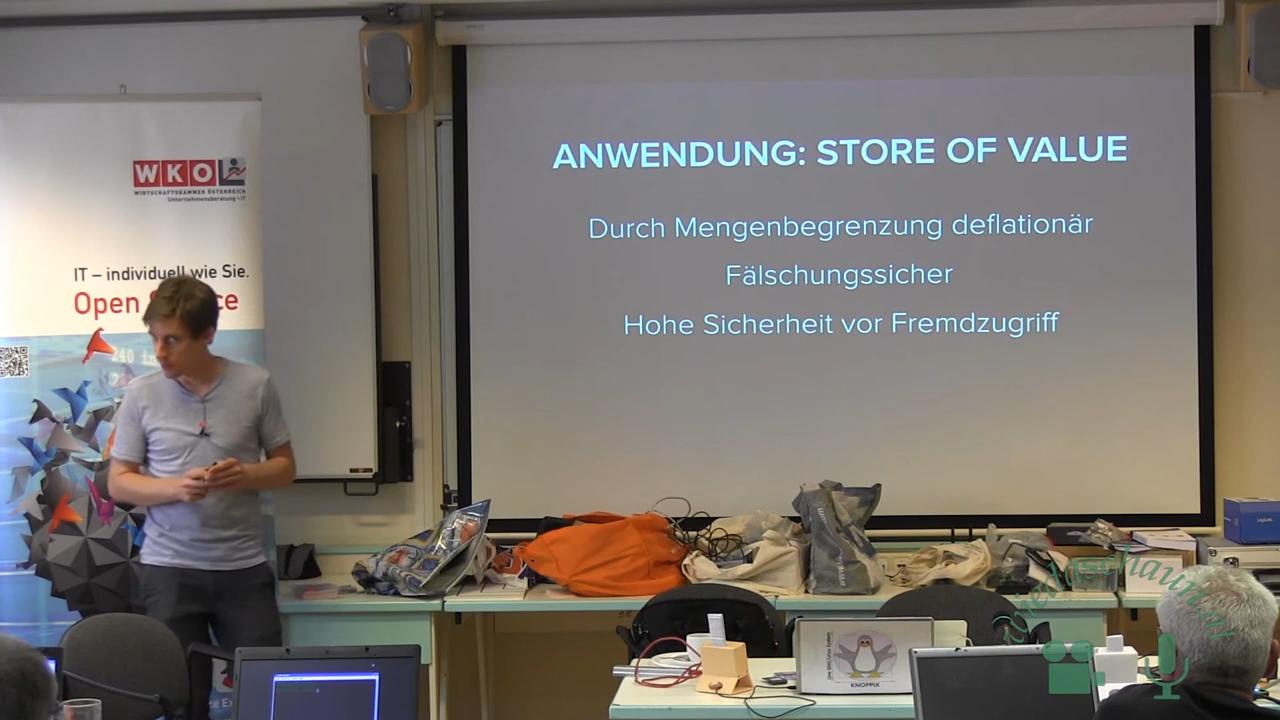 WKO
WIRTSCHAFTSKAMMER ÖSTERREICH
Unternehmensberatung • IT
IT – individuell wie Sie.
Open
ANWENDUNG: STORE OF VALUE
Durch Mengenbegrenzung deflationär
Fälschungssicher
Hohe Sicherheit vor Fremdzugriff
KNOPPIX